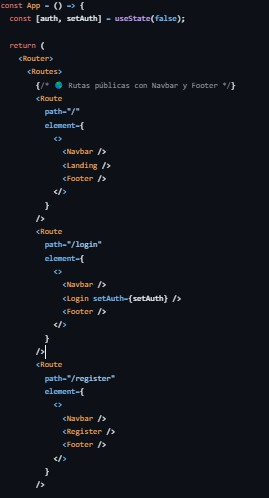 const App = () => {
  const [auth, setAuth] = useState(false);

  return (
    <Router>
      <Routes>
        {/* 🌎 Rutas públicas con Navbar y Footer */}
        <Route
          path="/"
          element={
            <>
              <Navbar />
              <Landing />
              <Footer />
            </>
          }
        />
        <Route
          path="/login"
          element={
            <>
              <Navbar />
              <Login setAuth={setAuth} />
              <Footer />
            </>
          }
        />
        <Route
          path="/register"
          element={
            <>
              <Navbar />
              <Register />
              <Footer />
            </>
          }
        />